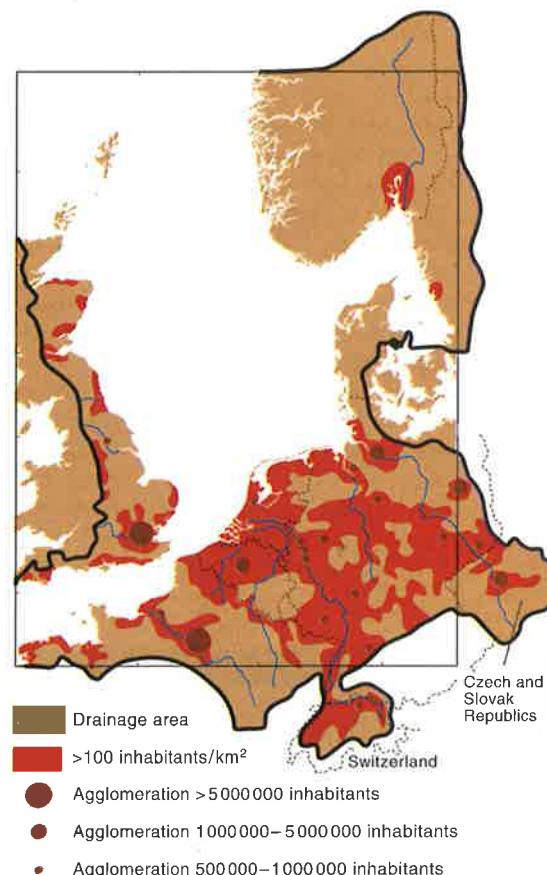 Czech and
Slovak
Republics
Switzerland
Drainage area
>100 inhabitants/km²
Agglomeration >5000000 inhabitants
Agglomeration 1000000–5000000 inhabitants
Agglomeration 500000–1000000 inhabitants